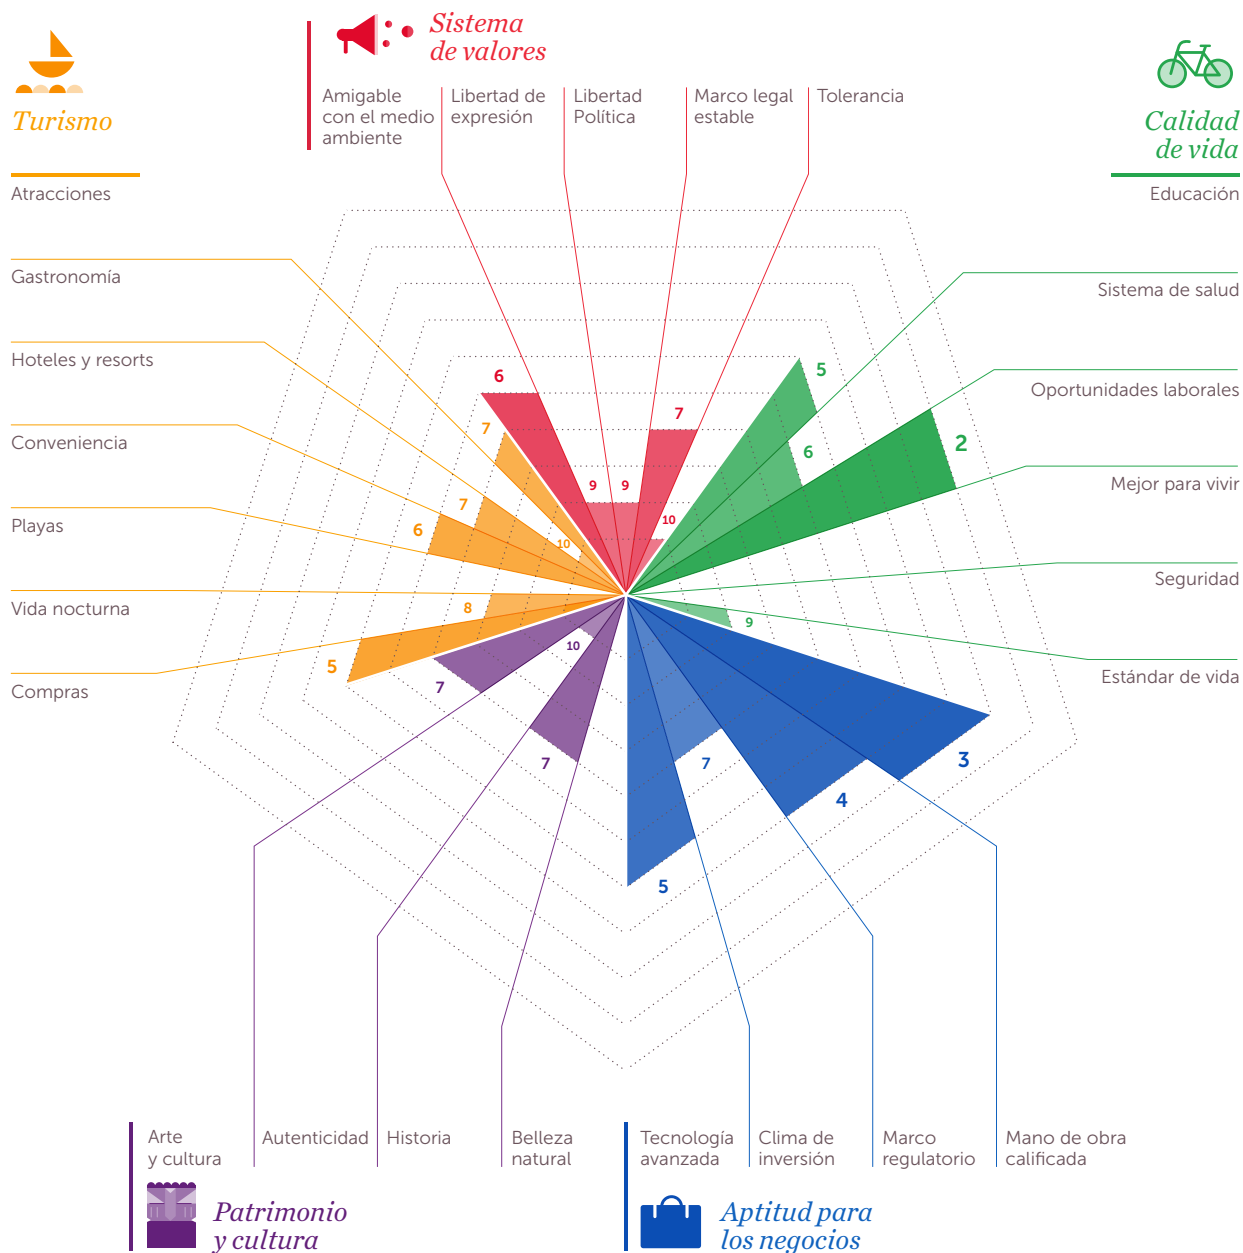 Sistema
de valores
Turismo
Calidad
de vida
Amigable
con el medio
ambiente
Libertad de
expresión
Libertad
Política
Marco legal
estable
Tolerancia
Atracciones
Gastronomía
Hoteles y resorts
Conveniencia
Playas
Vida nocturna
Compras
Educación
Sistema de salud
Oportunidades laborales
Mejor para vivir
Seguridad
Estándar de vida
6
7
9
9
10
7
5
6
2
9
7
7
10
6
8
5
10
7
7
5
7
4
3
Arte
y cultura
Autenticidad
Historia
Belleza
natural
Tecnología
avanzada
Clima de
inversión
Marco
regulatorio
Mano de obra
calificada
Patrimonio
y cultura
Aptitud para
los negocios